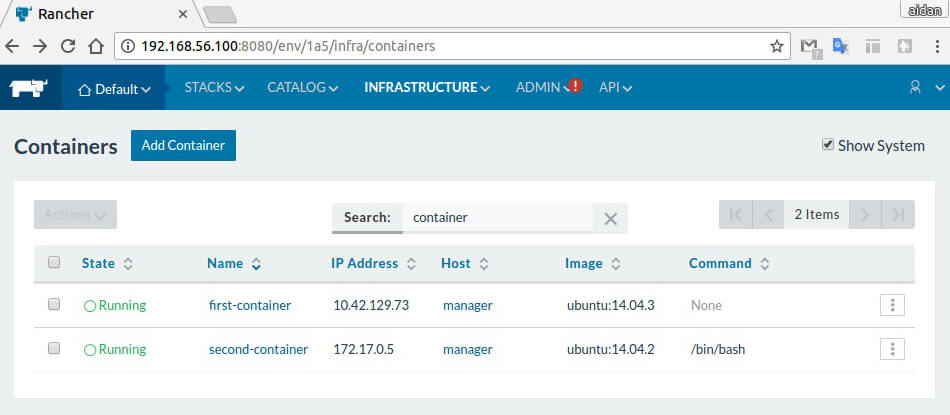 Rancher
aidan
192.168.56.100:8080/env/1a5/infra/containers
?
Default STACKS CATALOG INFRASTRUCTURE ADMIN ! API
Containers Add Container Show System
Actions Search: container 2 Items
State Name IP Address Host Image Command
Running first-container 10.42.129.73 manager ubuntu:14.04.3 None
Running second-container 172.17.0.5 manager ubuntu:14.04.2 /bin/bash